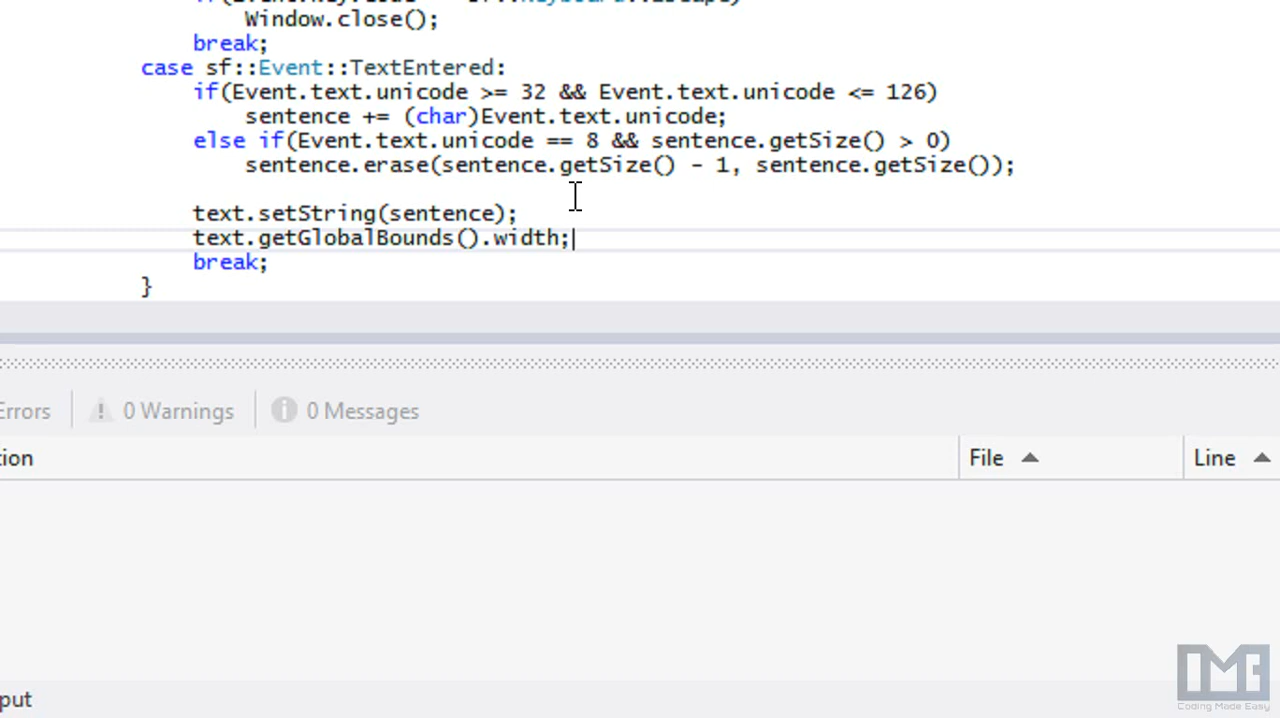 Window.close();
break;
case sf::Event::TextEntered:
if(Event.text.unicode >= 32 && Event.text.unicode <= 126)
sentence += (char)Event.text.unicode;
else if(Event.text.unicode == 8 && sentence.getSize() > 0)
sentence.erase(sentence.getSize() - 1, sentence.getSize());
text.setString(sentence);
text.getGlobalBounds().width;
break;
}
Errors 0 Warnings 0 Messages
tion File Line
put
Coding Made Easy